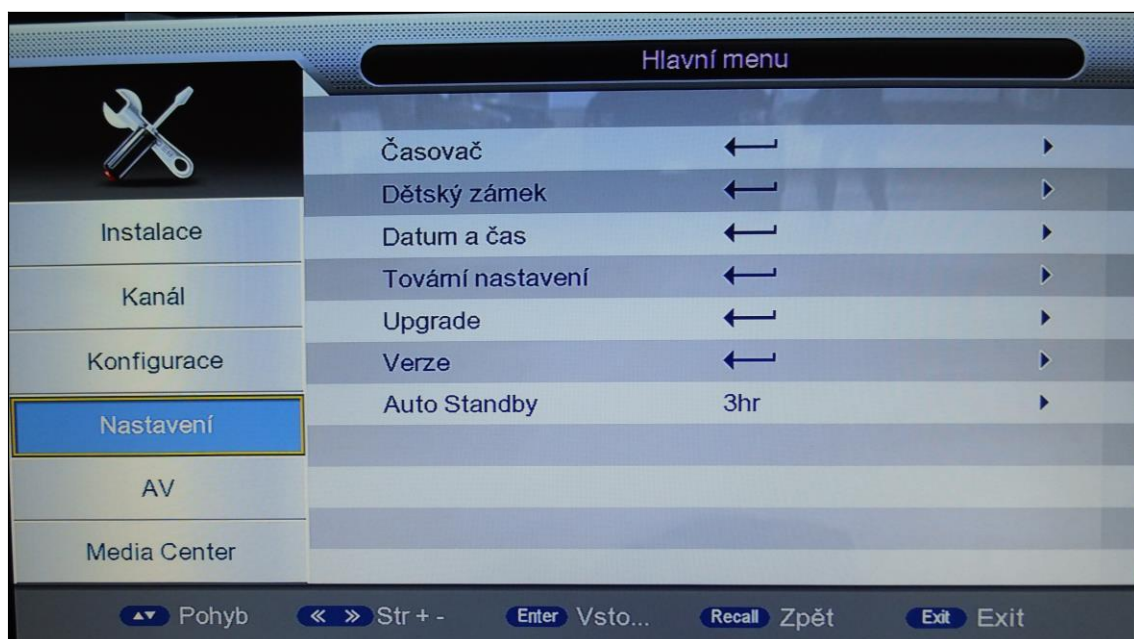 Hlavní menu
Instalace
Kanál
Konfigurace
Nastavení
AV
Media Center
Časovač
Dětský zámek
Datum a čas
Tovární nastavení
Upgrade
Verze
Auto Standby 3hr
Pohyb Str + - Enter Vsto... Recall Zpět Exit Exit